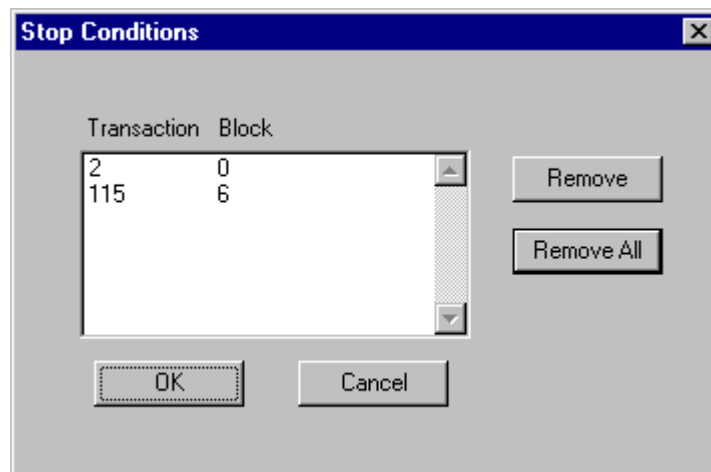 Stop Conditions
Transaction Block
2 0
115 6
Remove
Remove All
OK
Cancel